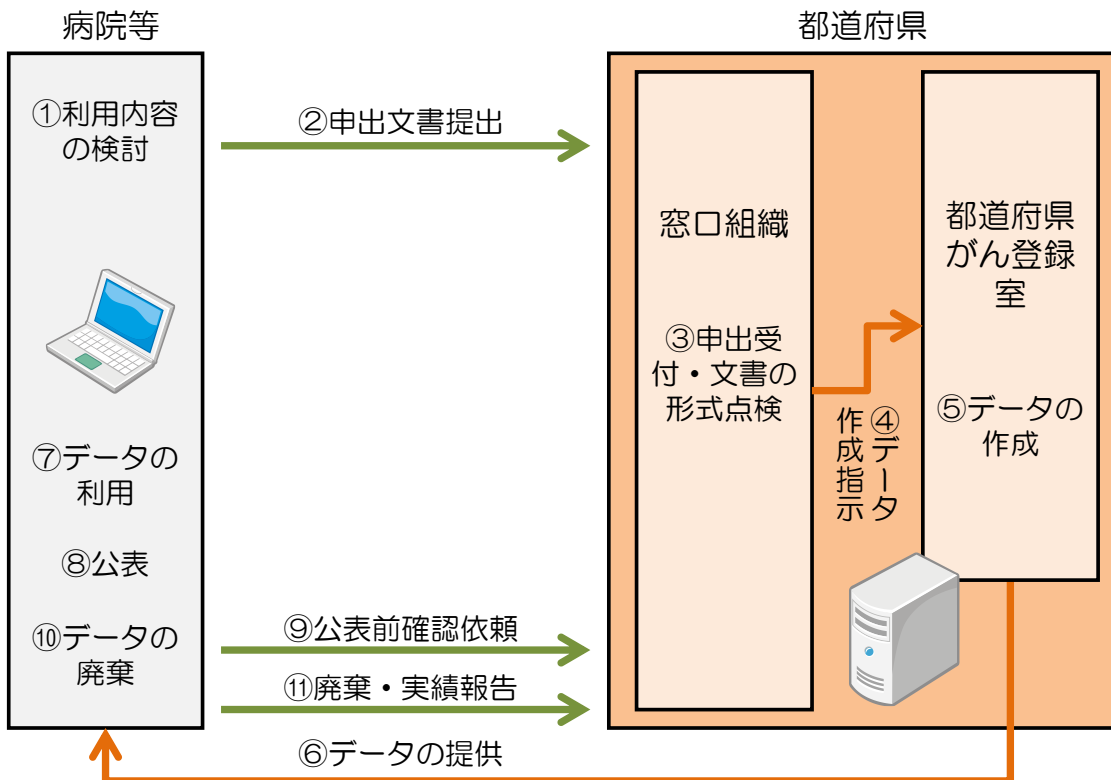 病院等
都道府県
①利用内容
の検討
②申出文書提出
窓口組織
都道府県
がん登録
室
③申出受
付・文書の
形式点検
④データ
作成指示
⑤データの
作成
⑦データの
利用
⑧公表
⑨公表前確認依頼
⑩データの
廃棄
⑪廃棄・実績報告
⑥データの提供